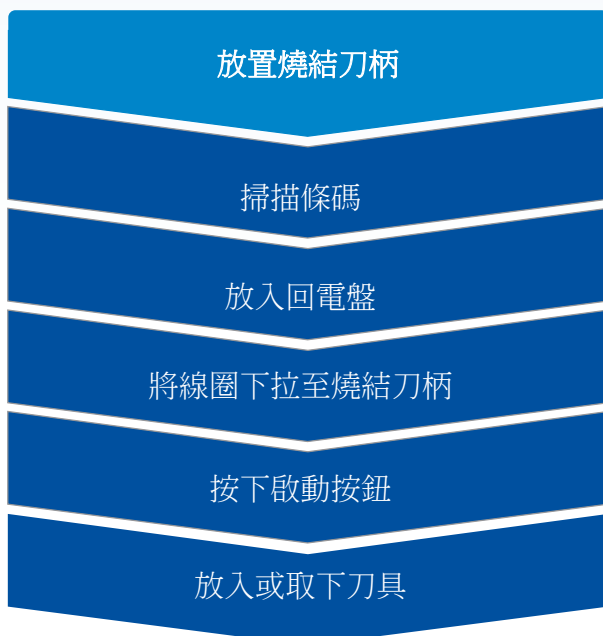 放置燒結刀柄
掃描條碼
放入回電盤
將線圈下拉至燒結刀柄
按下啟動按鈕
放入或取下刀具